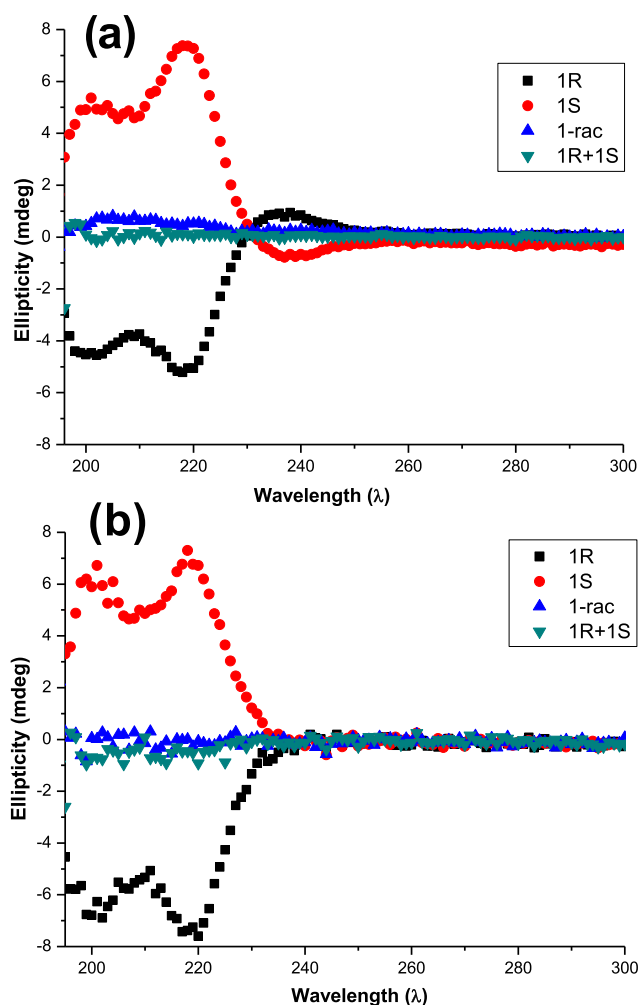 (a)
8
6
4
2
0
-2
-4
-6
-8
Ellipticity (mdeg)
1R
1S
1-rac
1R+1S
200 220 240 260 280 300
Wavelength (λ)
(b)
8
6
4
2
0
-2
-4
-6
-8
Ellipticity (mdeg)
1R
1S
1-rac
1R+1S
200 220 240 260 280 300
Wavelength (λ)